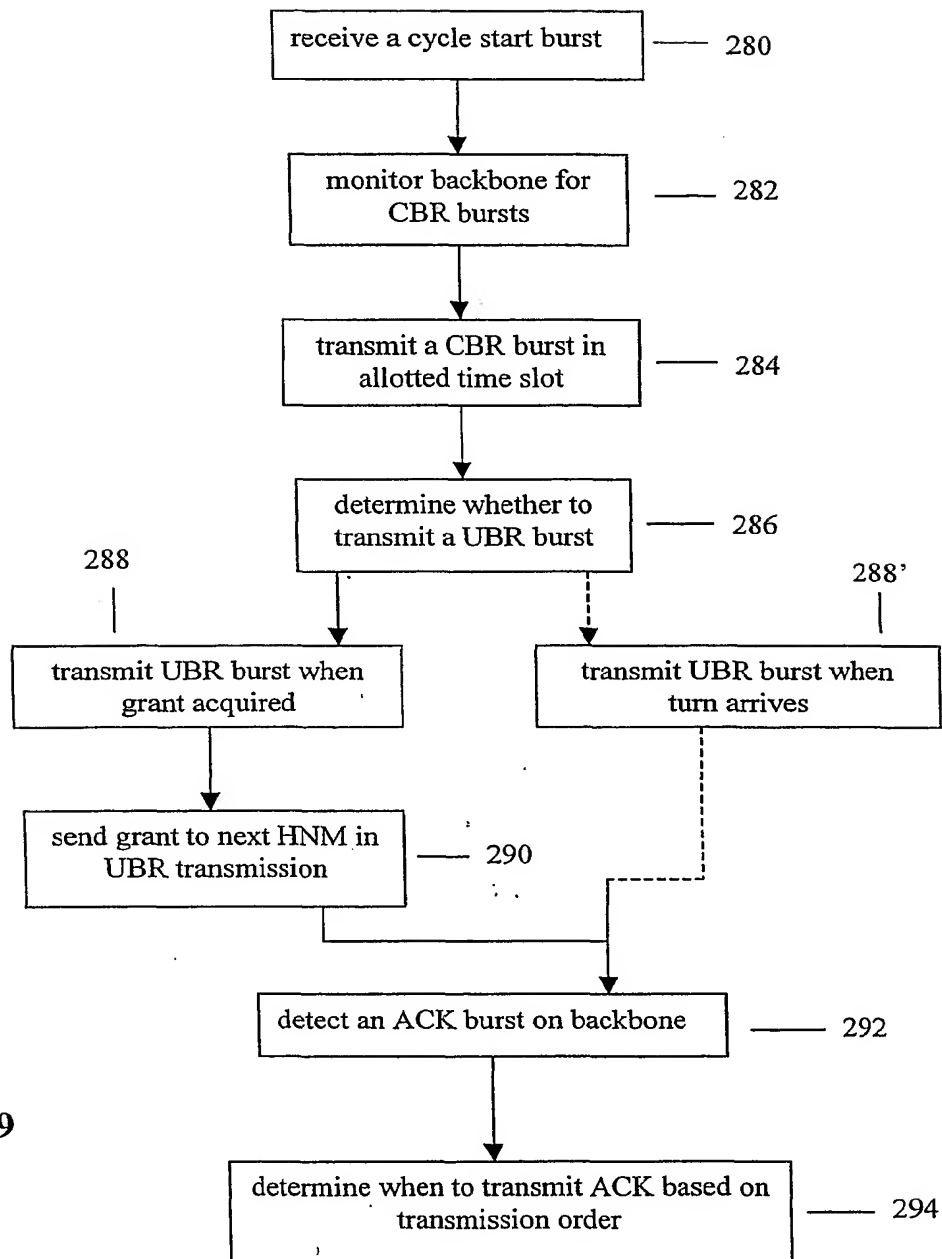 receive a cycle start burst
280
monitor backbone for
CBR bursts
282
transmit a CBR burst in
allotted time slot
284
determine whether to
transmit a UBR burst
286
288
288’
transmit UBR burst when
grant acquired
transmit UBR burst when
turn arrives
send grant to next HNM in
UBR transmission
290
detect an ACK burst on backbone
292
9
determine when to transmit ACK based on
transmission order
294